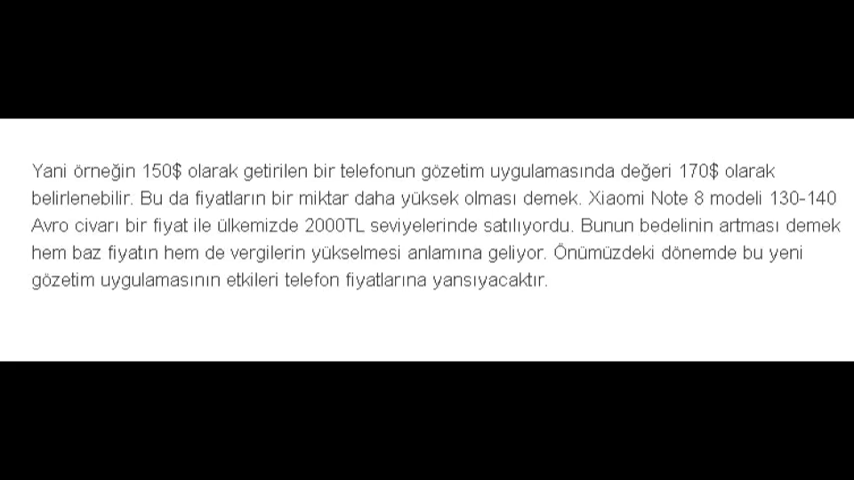 Yani örneğin 150$ olarak getirilen bir telefonun gözetim uygulamasında değeri 170$ olarak
belirlenebilir. Bu da fiyatların bir miktar daha yüksek olması demek. Xiaomi Note 8 modeli 130-140
Avro civarı bir fiyat ile ülkemizde 2000TL seviyelerinde satılıyordu. Bunun bedelinin artması demek
hem baz fiyatın hem de vergilerin yükselmesi anlamına geliyor. Önümüzdeki dönemde bu yeni
gözetim uygulamasının etkileri telefon fiyatlarına yansıyacaktır.